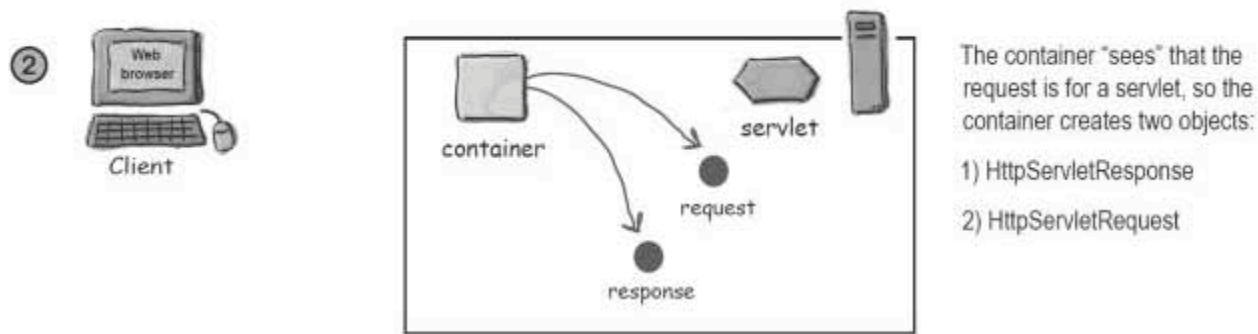 2
Web
browser
Client
container
servlet
request
response
The container “sees” that the
request is for a servlet, so the
container creates two objects:
1) HttpServletResponse
2) HttpServletRequest